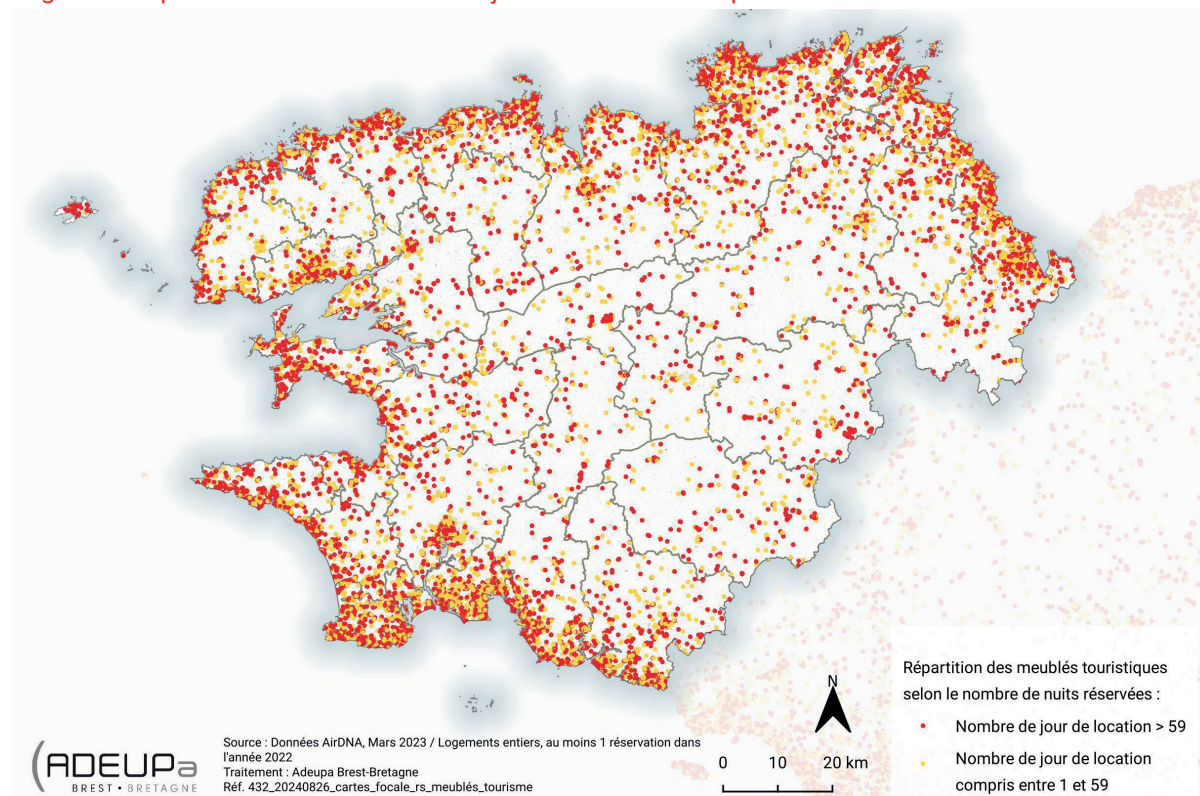 Répartition des meublés touristiques
selon le nombre de nuits réservées :
Nombre de jour de location > 59
Nombre de jour de location
compris entre 1 et 59
N
0 10 20 km
ADEUPa
BREST • BRETAGNE
Source : Données AirDNA, Mars 2023 / Logements entiers, au moins 1 réservation dans
l'année 2022
Traitement : Adeupa Brest-Bretagne
Réf. 432_20240826_cartes_focale_rs_meublés_tourisme